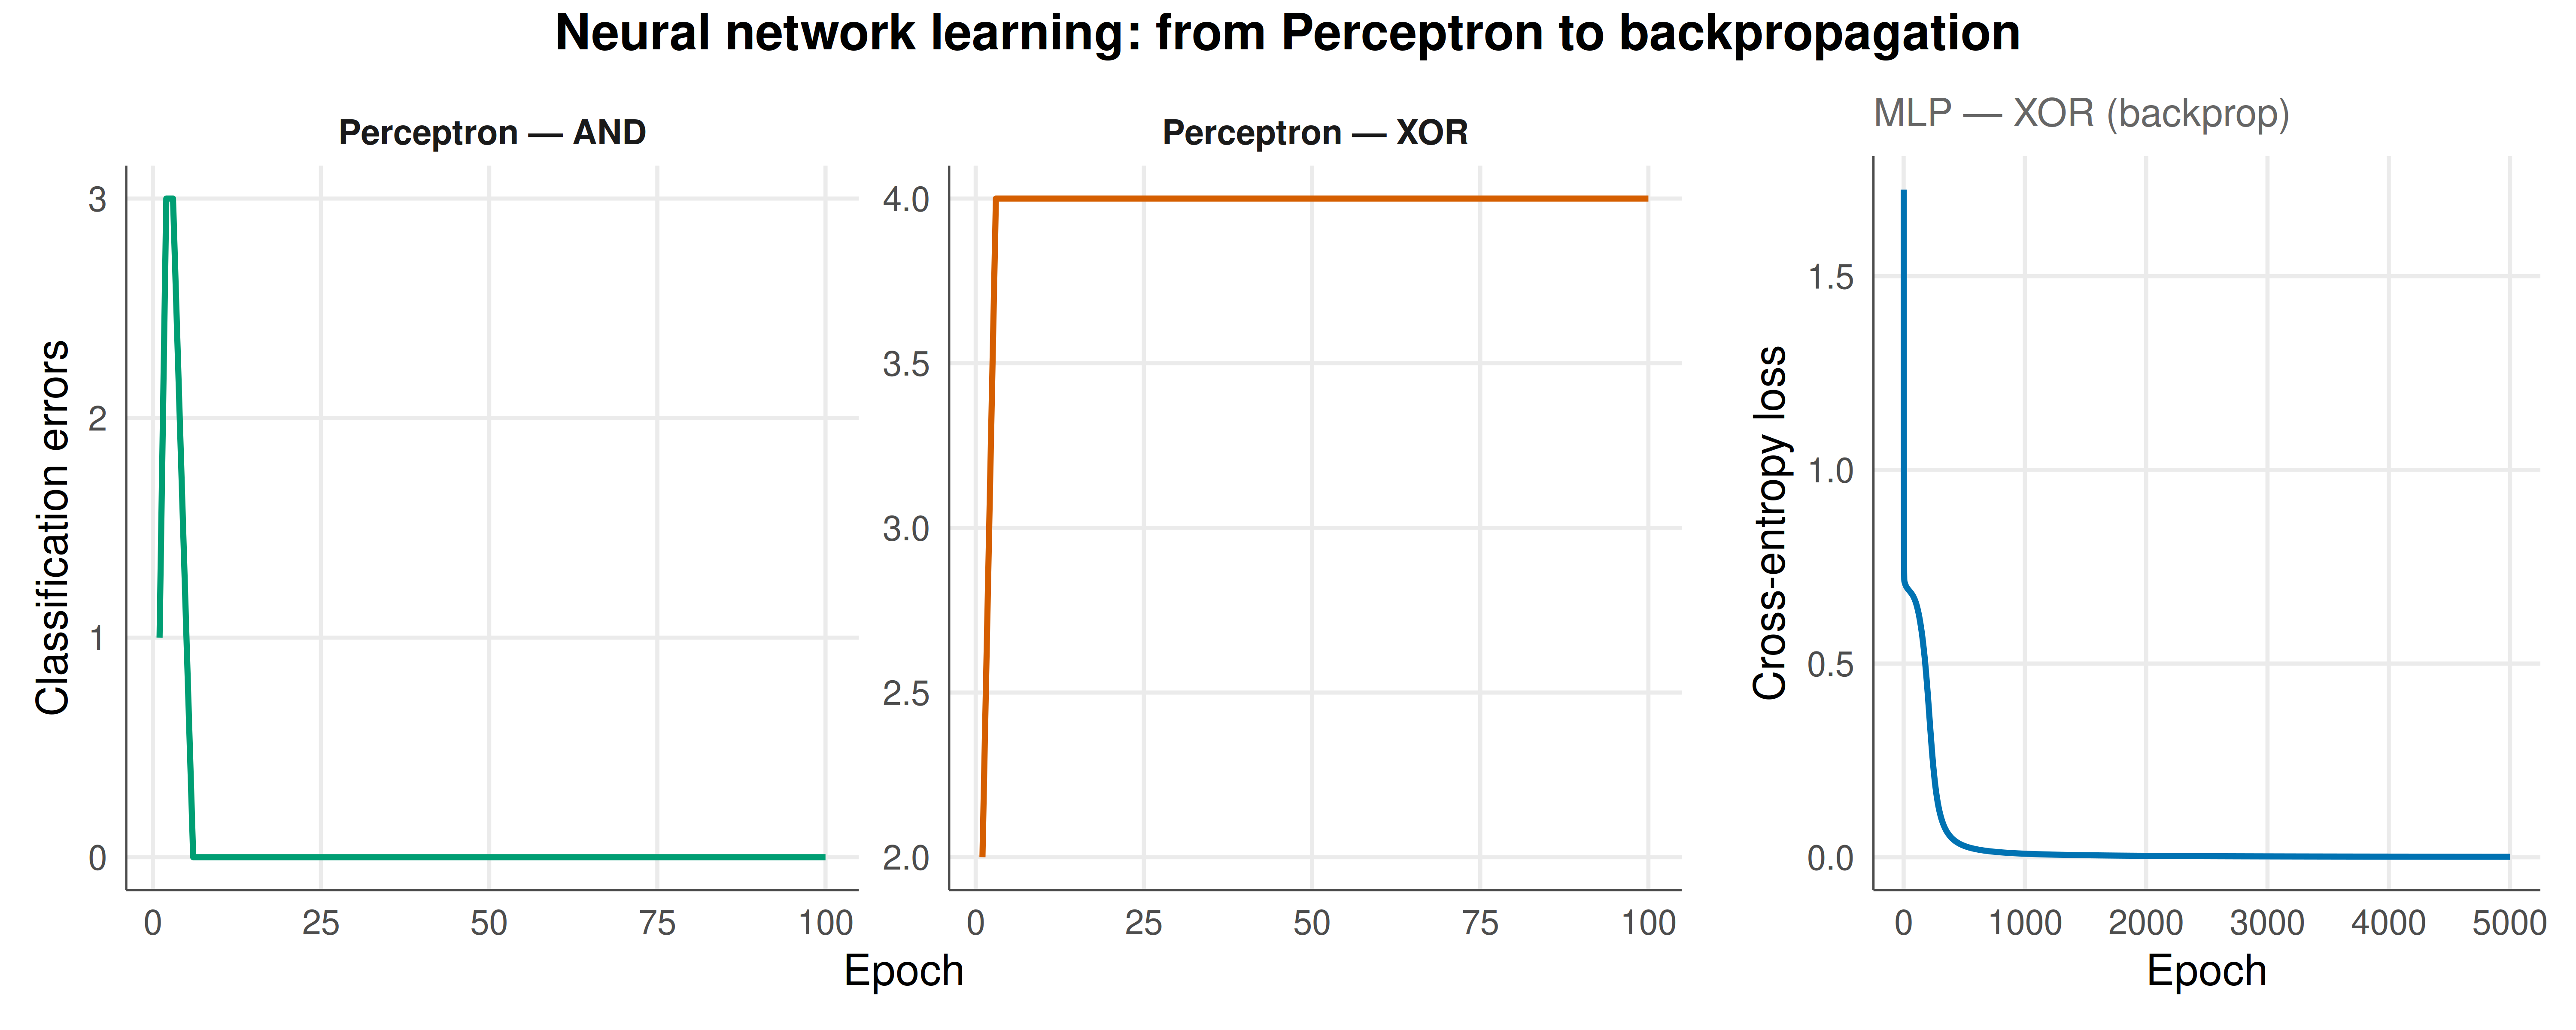 Neural network learning: from Perceptron to backpropagation
Perceptron — AND
Classification errors
3
2
1
0
0 25 50 75 100
Perceptron — XOR
4.0
3.5
3.0
2.5
2.0
0 25 50 75 100
Epoch
MLP — XOR (backprop)
Cross-entropy loss
1.5
1.0
0.5
0.0
0 1000 2000 3000 4000 5000
Epoch